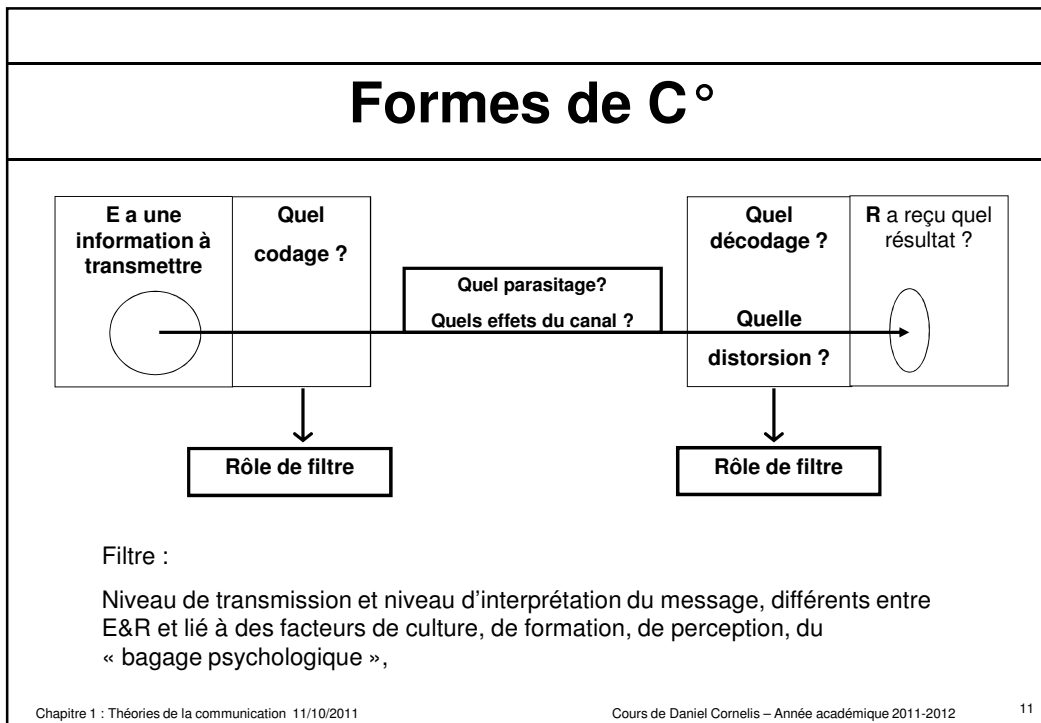 Formes de C°
E a une
information à
transmettre
Quel
codage ?
Quel parasitage?
Quels effets du canal ?
Quel
décodage ?
Quelle
distorsion ?
R a reçu quel
résultat ?
Rôle de filtre
Rôle de filtre
Filtre :
Niveau de transmission et niveau d'interprétation du message, différents entre
E&R et lié à des facteurs de culture, de formation, de perception, du
« bagage psychologique »,
Chapitre 1 : Théories de la communication 11/10/2011
Cours de Daniel Cornelis – Année académique 2011-2012
11